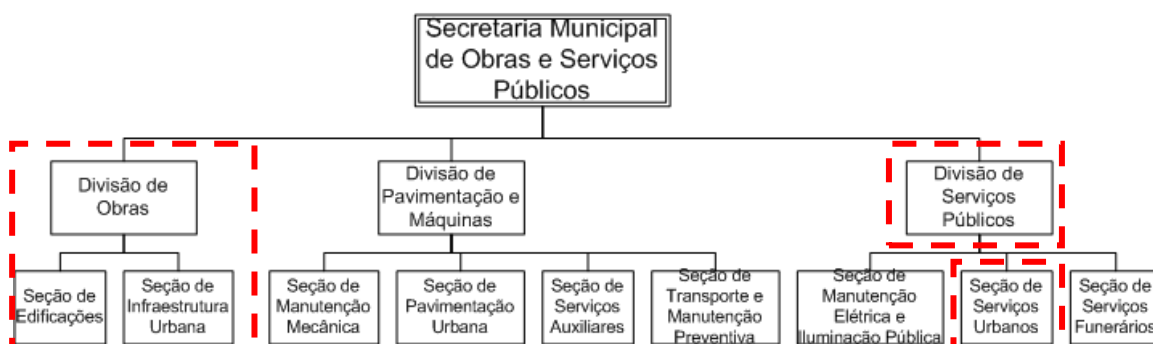 Secretaria Municipal
de Obras e Serviços
Públicos
Divisão de
Obras
Divisão de
Pavimentação e
Máquinas
Divisão de
Serviços
Públicos
Seção de
Edificações
Seção de
Infraestrutura
Urbana
Seção de
Manutenção
Mecânica
Seção de
Pavimentação
Urbana
Seção de
Serviços
Auxiliares
Seção de
Transporte e
Manutenção
Preventiva
Seção de
Manutenção
Elétrica e
Iluminação Pública
Seção de
Serviços
Urbanos
Seção de
Serviços
Funerários